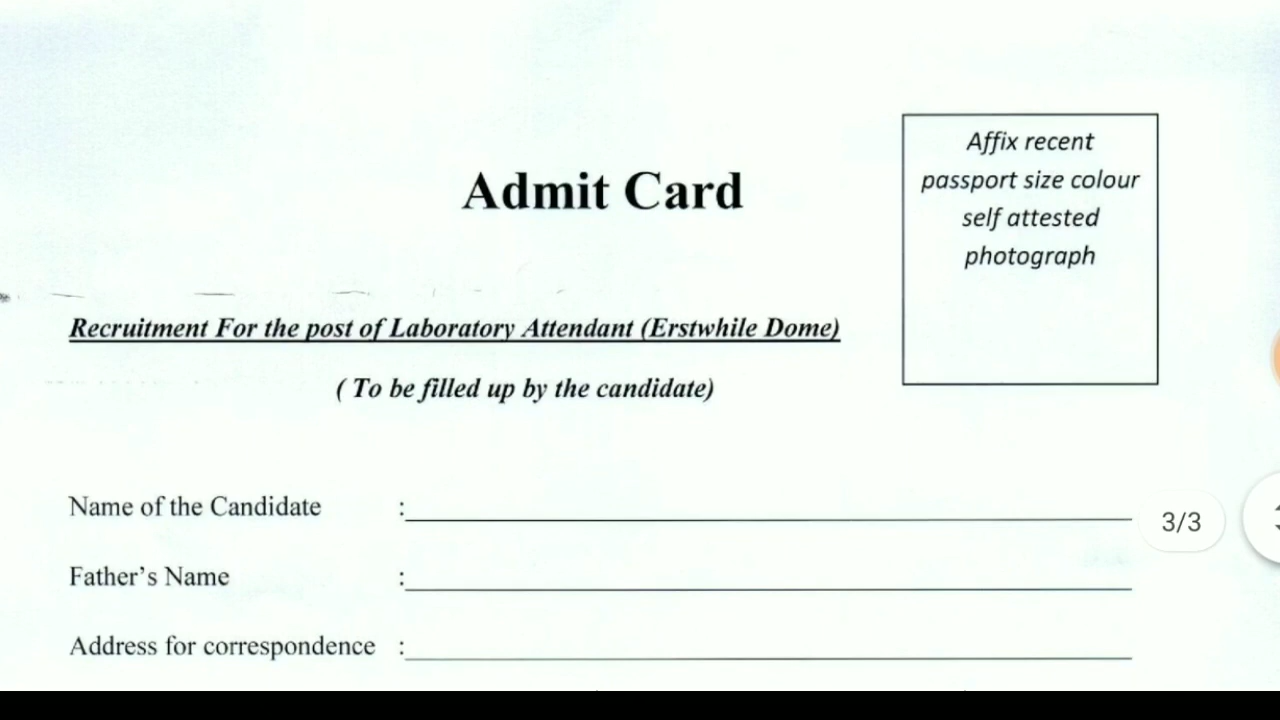 Affix recent
passport size colour
self attested
photograph
Admit Card
Recruitment For the post of Laboratory Attendant (Erstwhile Dome)
( To be filled up by the candidate)
Name of the Candidate :
Father’s Name :
Address for correspondence :
3/3